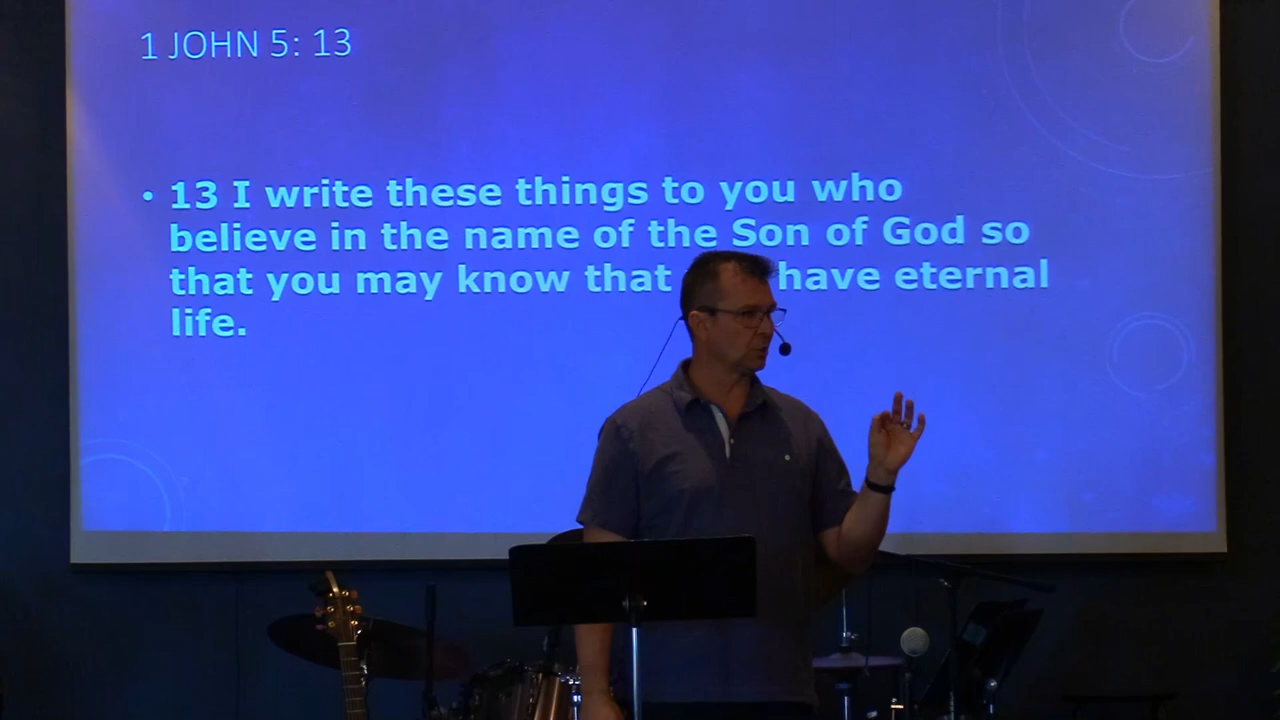 1 JOHN 5: 13
• 13 I write these things to you who
believe in the name of the Son of God so
that you may know that have eternal
life.